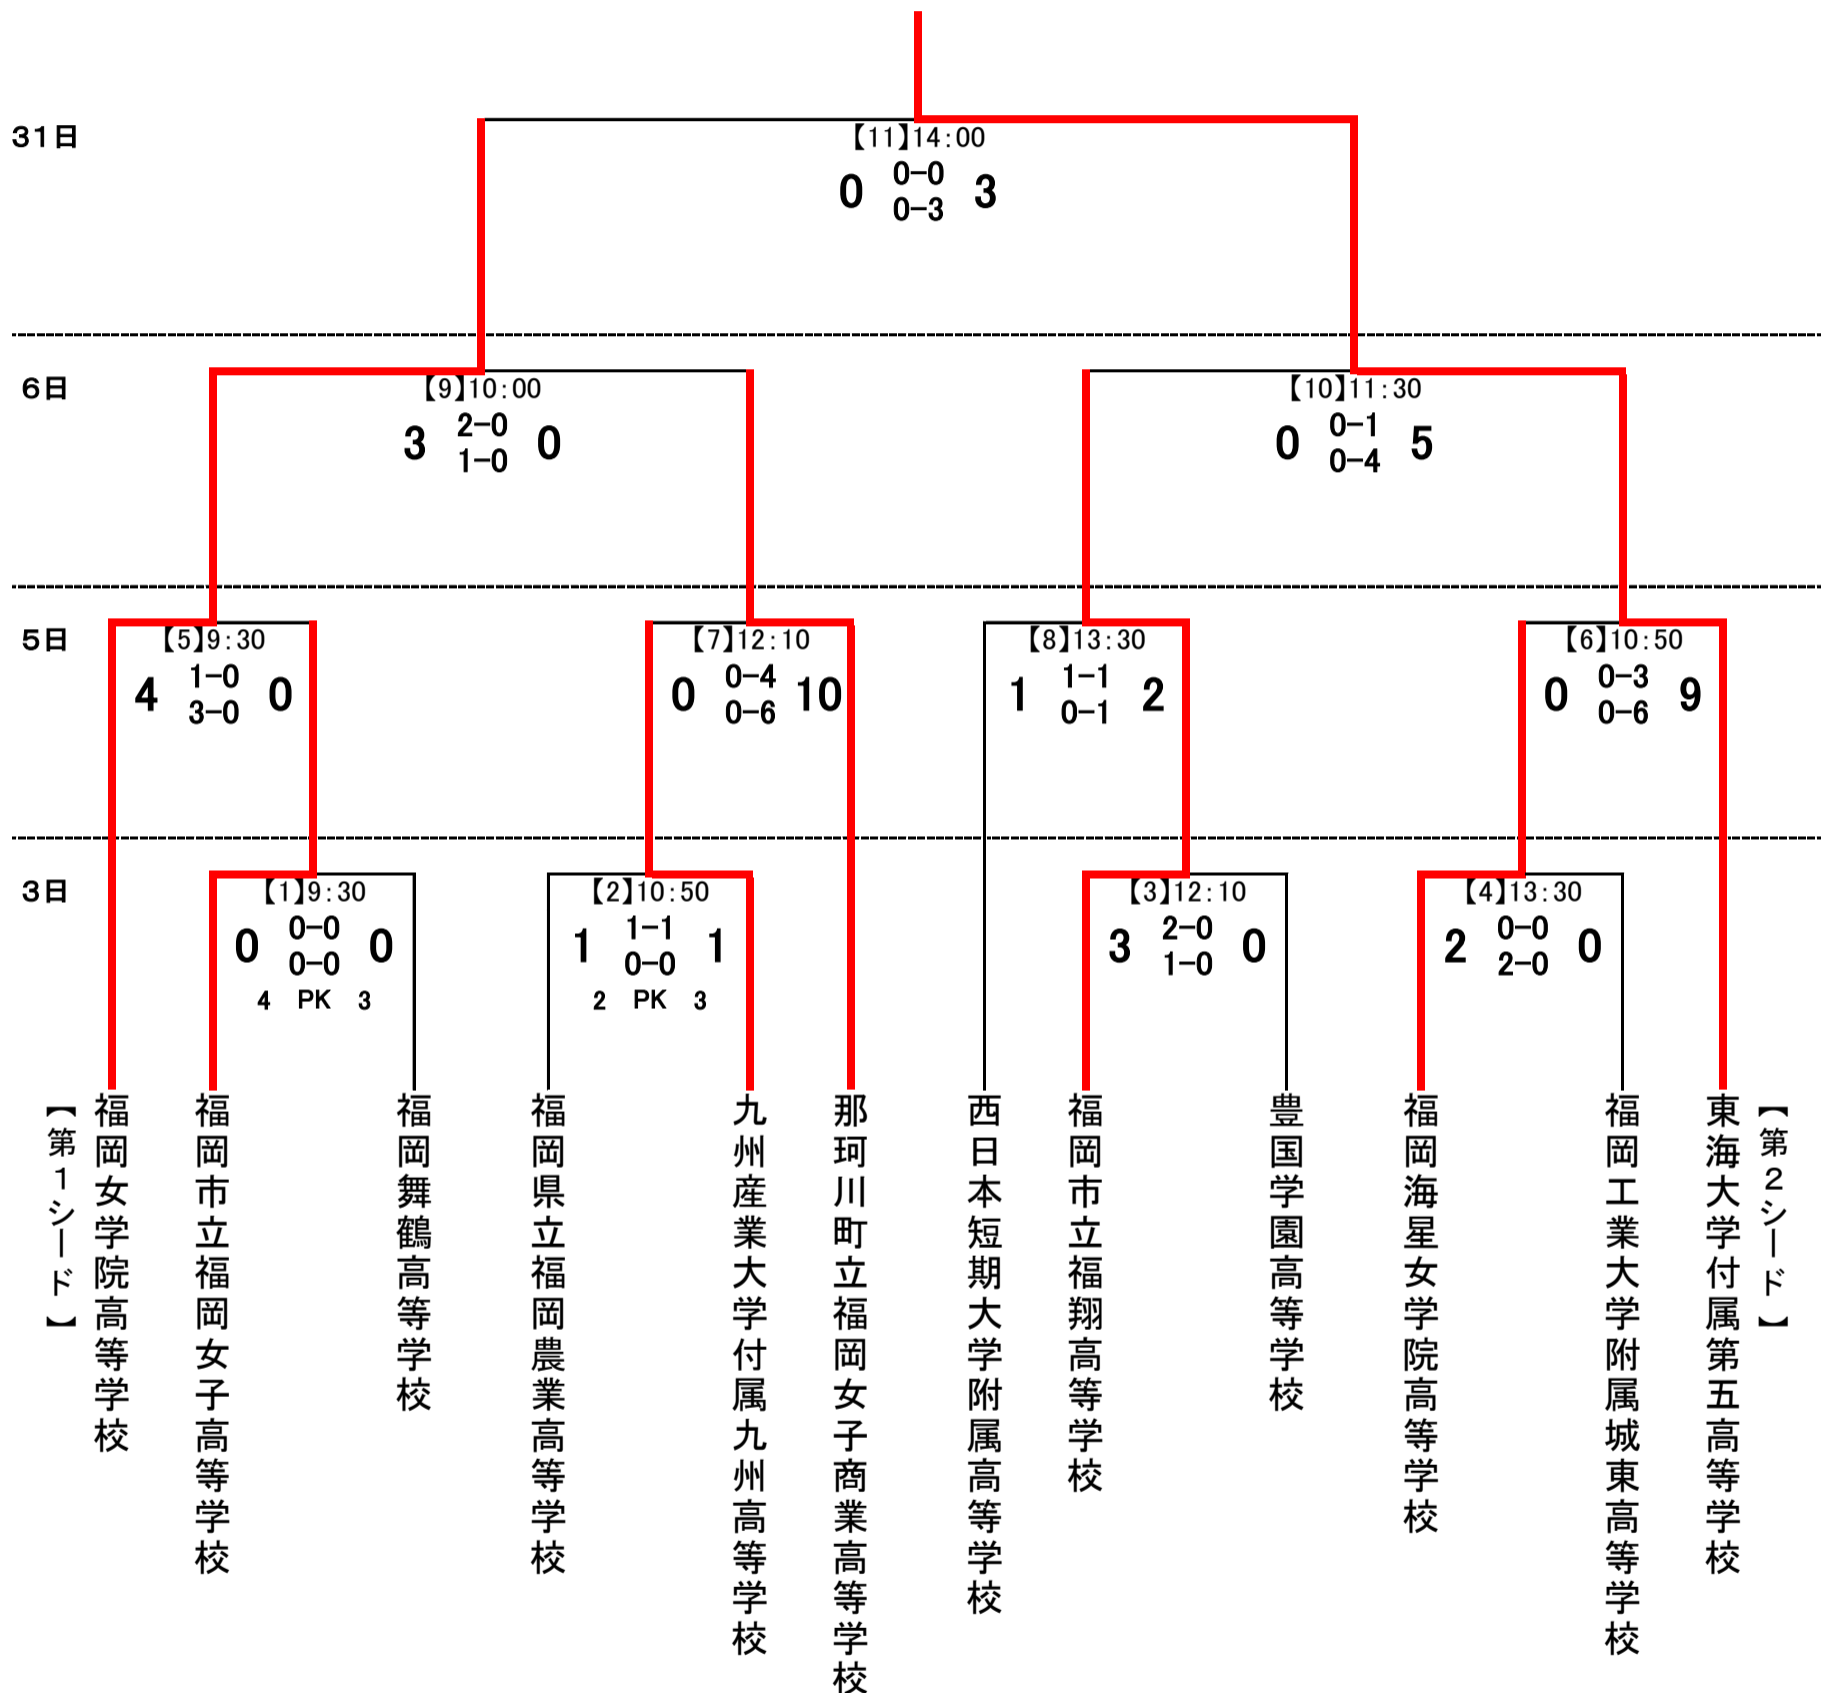 31日
【11】14:00
0 0-0 3
0-3
6日
【9】10:00
3 2-0 0
1-0
【10】11:30
0 0-1 5
0-4
5日
【5】9:30
4 1-0 0
3-0
【7】12:10
0 0-4 10
0-6
【8】13:30
1 1-1 2
0-1
【6】10:50
0 0-3 9
0-6
3日
【1】9:30
0 0-0 0
0-0
4 PK 3
【2】10:50
1 1-1 1
0-0
2 PK 3
【3】12:10
3 2-0 0
1-0
【4】13:30
2 0-0 0
2-0
【第1シード】
福岡女学院高等学校
福岡市立福岡女子高等学校
福岡舞鶴高等学校
福岡県立福岡農業高等学校
九州産業大学付属九州高等学校
那珂川町立福岡女子商業高等学校
西日本短期大学附属高等学校
福岡市立福翔高等学校
豊国学園高等学校
福岡海星女学院高等学校
福岡工業大学附属城東高等学校
東海大学付属第五高等学校
【第2シード】